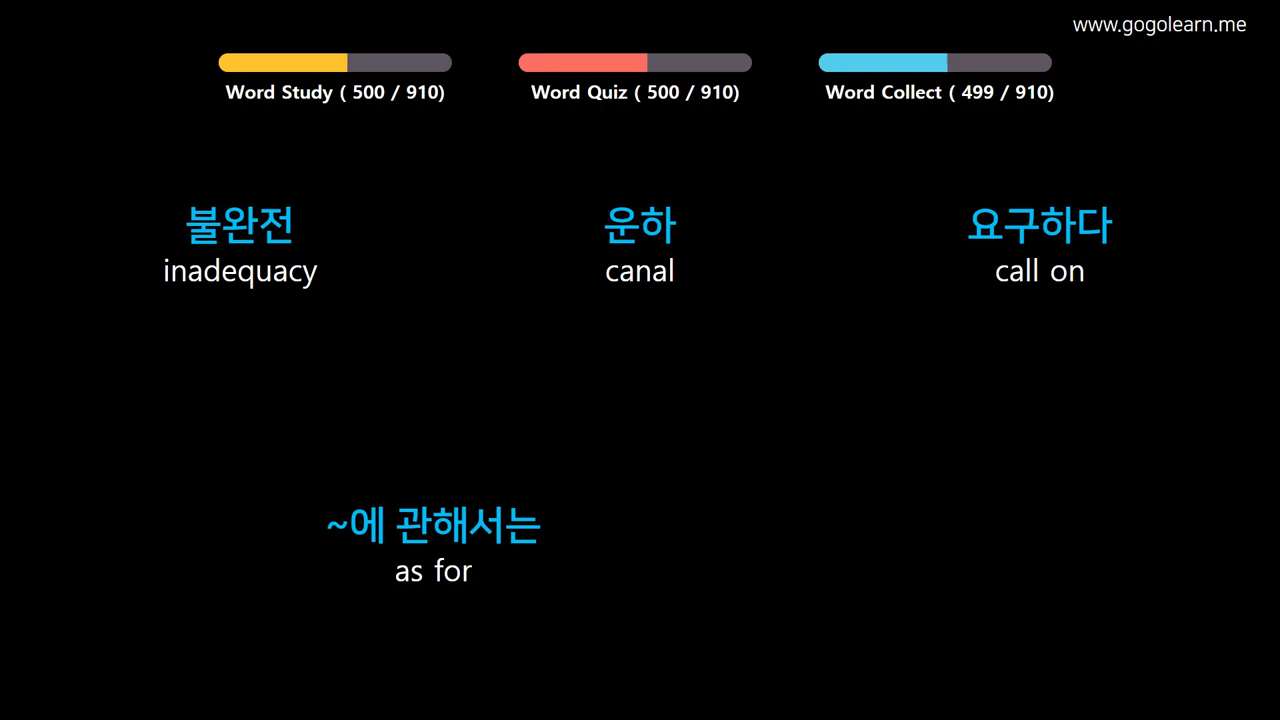 www.gogolearn.me
Word Study ( 500 / 910)
Word Quiz ( 500 / 910)
Word Collect ( 499 / 910)
불완전
inadequacy
운하
canal
요구하다
call on
~에 관해서는
as for